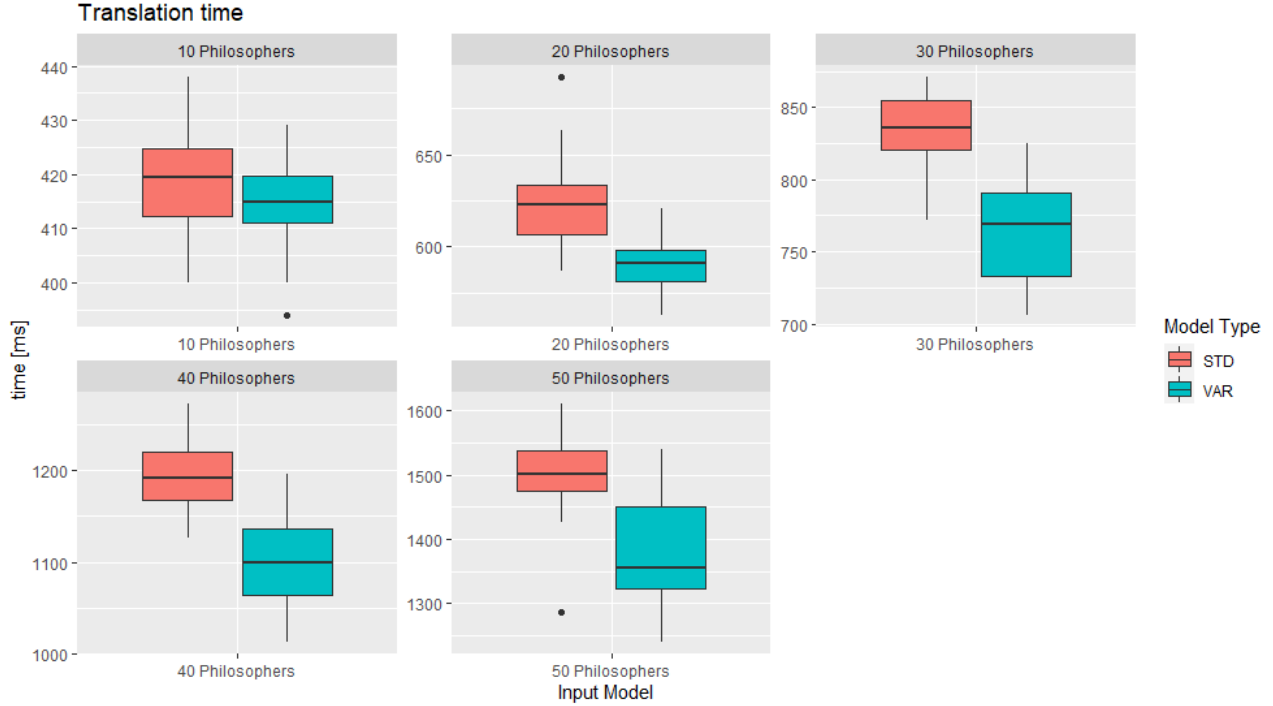 Translation time
10 Philosophers
20 Philosophers
30 Philosophers
440
430
420
410
400
650
600
850
800
750
700
10 Philosophers
20 Philosophers
30 Philosophers
40 Philosophers
50 Philosophers
1200
1100
1000
1600
1500
1400
1300
40 Philosophers
50 Philosophers
time [ms]
Input Model
Model Type
STD
VAR